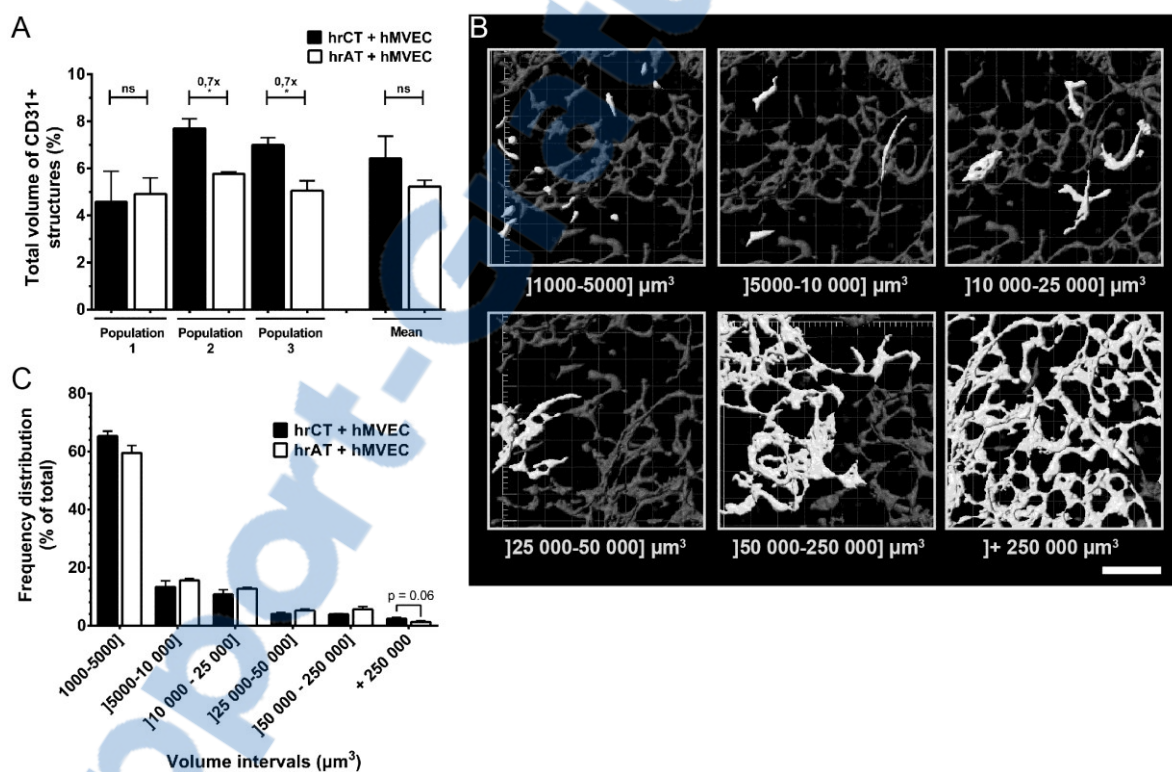 A
hrCT + hMVEC
hrAT + hMVEC
Total volume of CD31+
structures (%)
10
8
6
4
2
0
ns
0,7x
*
0,7x
*
ns
Population
1
Population
2
Population
3
Mean
B
]1000-5000] µm³
]5000-10 000] µm³
]10 000-25 000] µm³
]25 000-50 000] µm³
]50 000-250 000] µm³
]+ 250 000 µm³
C
hrCT + hMVEC
hrAT + hMVEC
Frequency distribution
(% of total)
80
60
40
20
0
p = 0.06
1000-5000]
]5000-10 000]
]10 000 - 25 000]
]25 000-50 000]
]50 000 - 250 000]
+ 250 000
Volume intervals (µm³)